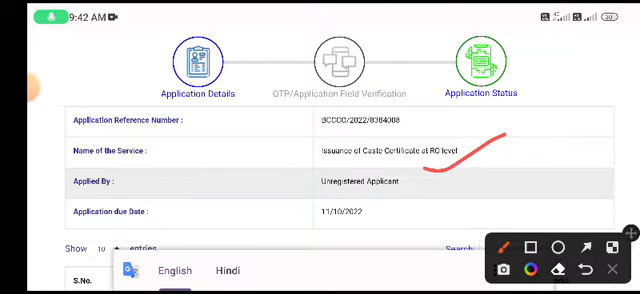 9:42 AM
Application Details
OTP/Application Field Verification
Application Status
Application Reference Number :
BCCCO/2022/8384008
Name of the Service :
Issuance of Caste Certificate at RO level
Applied By :
Unregistered Applicant
Application due Date :
11/10/2022
Show 10 entries
Search:
English
Hindi
S.No.